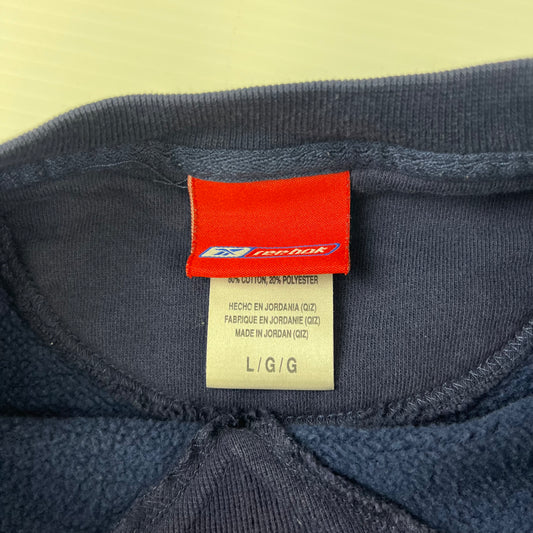 Reebok
80% COTTON, 20% POLYESTER
HECHO EN JORDANIA (QIZ)
FABRIQUE EN JORDANIE (QIZ)
MADE IN JORDAN (QIZ)
L / G / G